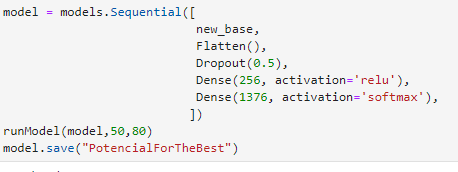 model = models.Sequential([
new_base,
Flatten(),
Dropout(0.5),
Dense(256, activation='relu'),
Dense(1376, activation='softmax'),
])
runModel(model,50,80)
model.save("PotencialForTheBest")